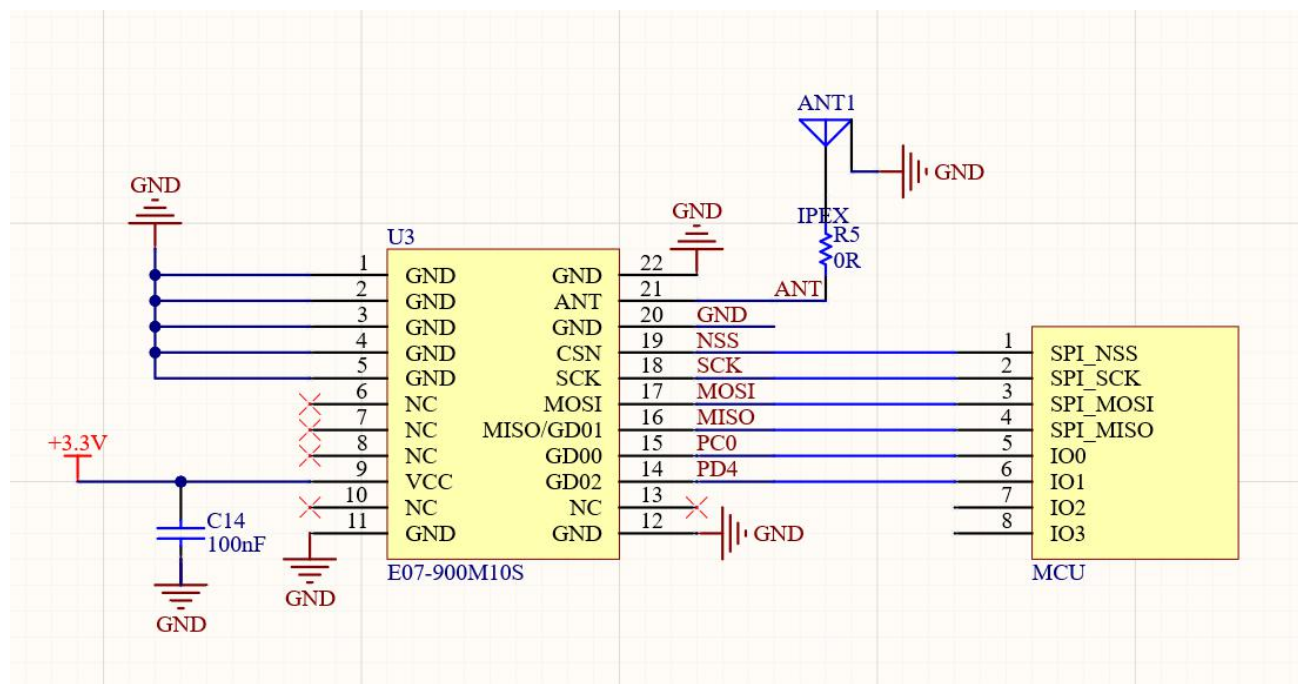 ANT1
GND
GND
GND
IPEX
R5
0R
U3
1 GND GND 22
2 GND ANT 21 ANT
3 GND GND 20 GND
4 GND CSN 19 NSS 1 SPI_NSS
5 GND SCK 18 SCK 2 SPI_SCK
6 NC MOSI 17 MOSI 3 SPI_MOSI
7 NC MISO/GD01 16 MISO 4 SPI_MISO
8 NC GD00 15 PC0 5 IO0
+3.3V
9 VCC GD02 14 PD4 6 IO1
10 NC NC 13 7 IO2
11 GND GND 12 GND 8 IO3
C14
100nF
E07-900M10S
MCU
GND
GND